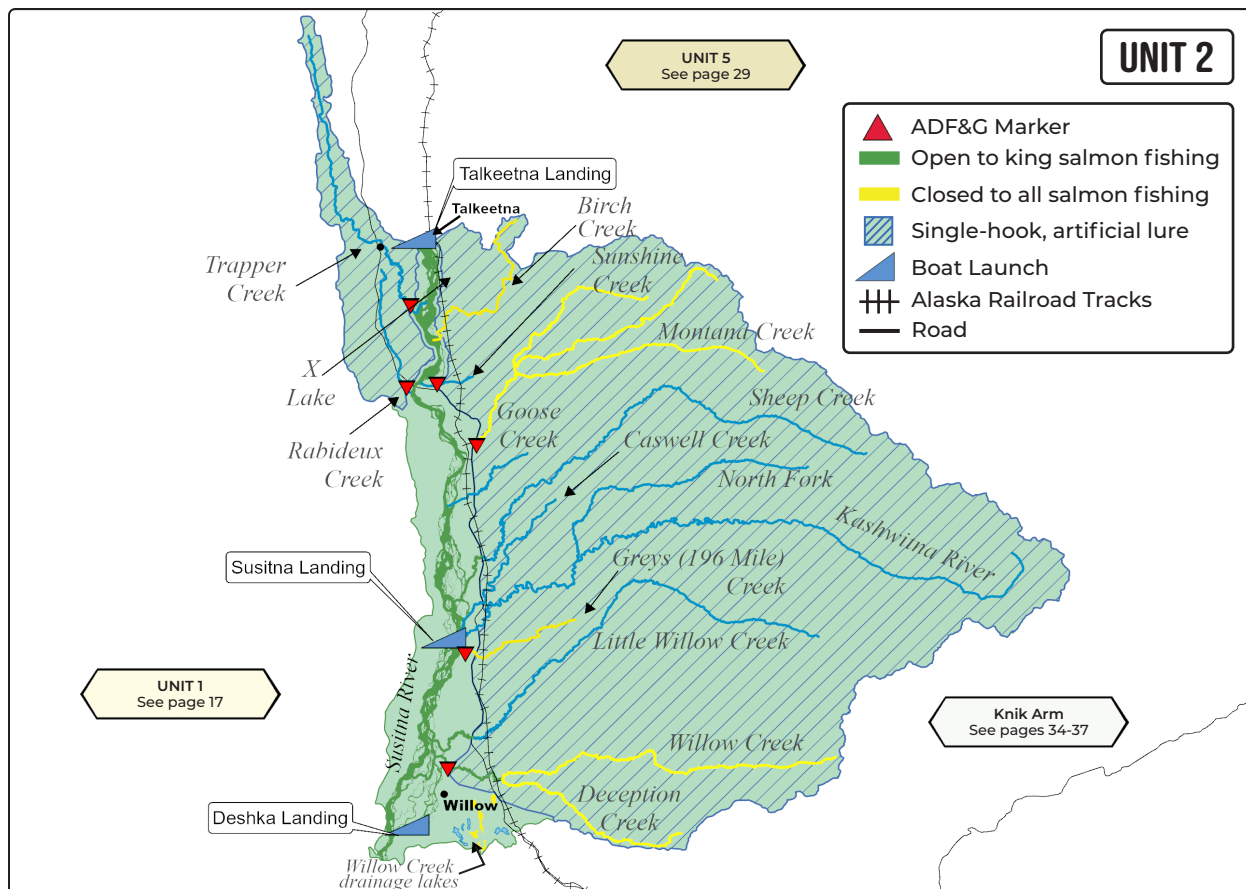 UNIT 2
UNIT 5
See page 29
ADF&G Marker
Open to king salmon fishing
Closed to all salmon fishing
Single-hook, artificial lure
Boat Launch
Alaska Railroad Tracks
Road
Talkeetna Landing
Talkeetna
Birch
Creek
Trapper
Creek
Sunshine
Creek
Montana Creek
X
Lake
Rabideux
Creek
Goose
Creek
Sheep Creek
Caswell Creek
North Fork
Kashwitna River
Greys (196 Mile)
Creek
Susitna Landing
Little Willow Creek
UNIT 1
See page 17
Susitna River
Knik Arm
See pages 34-37
Willow Creek
Deception
Creek
Willow
Deshka Landing
Willow Creek
drainage lakes